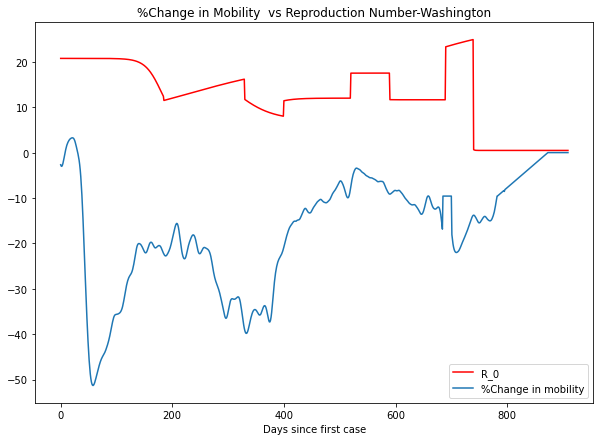 %Change in Mobility  vs Reproduction Number-Washington
20
10
0
−10
−20
−30
−40
−50
0 200 400 600 800
Days since first case
R_0
%Change in mobility